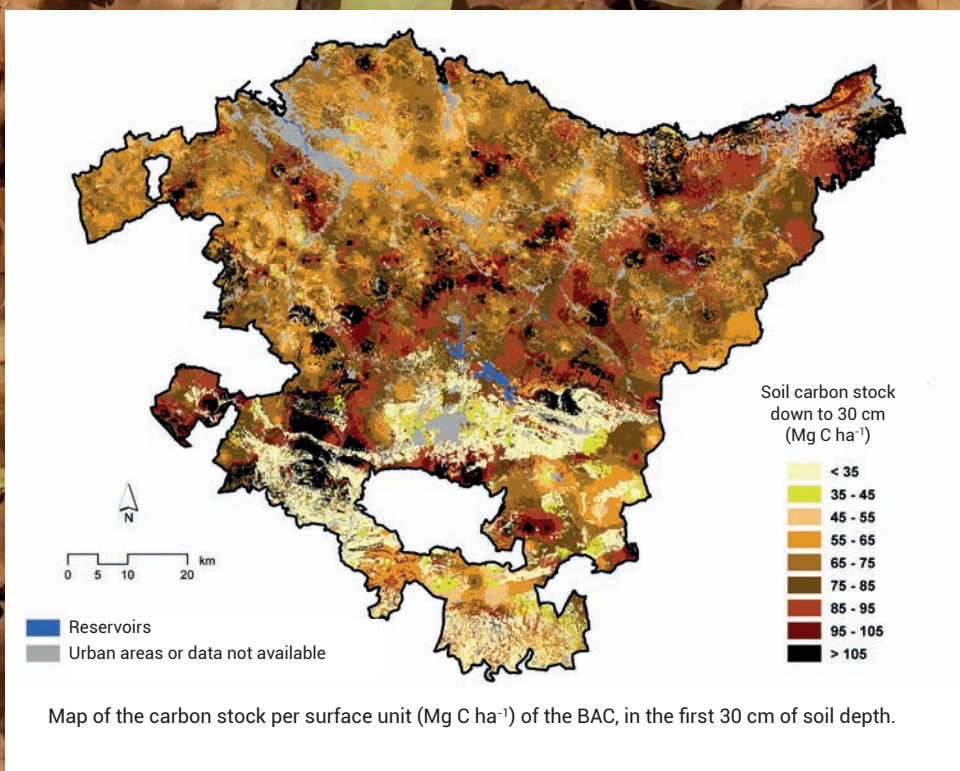 Soil carbon stock
down to 30 cm
(Mg C ha⁻¹)
< 35
35 - 45
45 - 55
55 - 65
65 - 75
75 - 85
85 - 95
95 - 105
> 105
N
km
0 5 10 20
Reservoirs
Urban areas or data not available
Map of the carbon stock per surface unit (Mg C ha⁻¹) of the BAC, in the first 30 cm of soil depth.